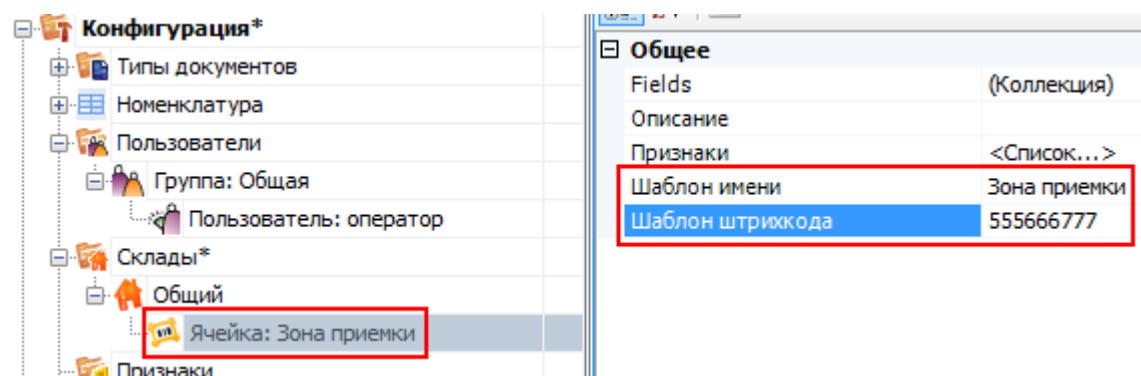 Конфигурация*
Типы документов
Номенклатура
Пользователи
Группа: Общая
Пользователь: оператор
Склады*
Общий
Ячейка: Зона приемки
Признаки
Общее
Fields (Коллекция)
Описание
Признаки <Список...>
Шаблон имени Зона приемки
Шаблон штрихкода 555666777